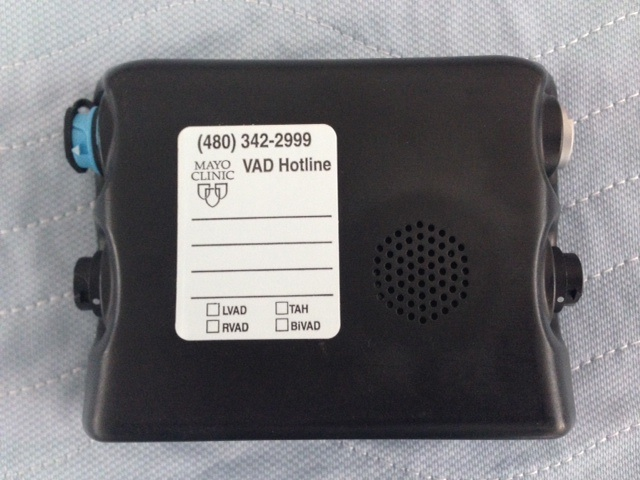 (480) 342-2999
MAYO CLINIC VAD Hotline
LVAD TAH
RVAD BiVAD